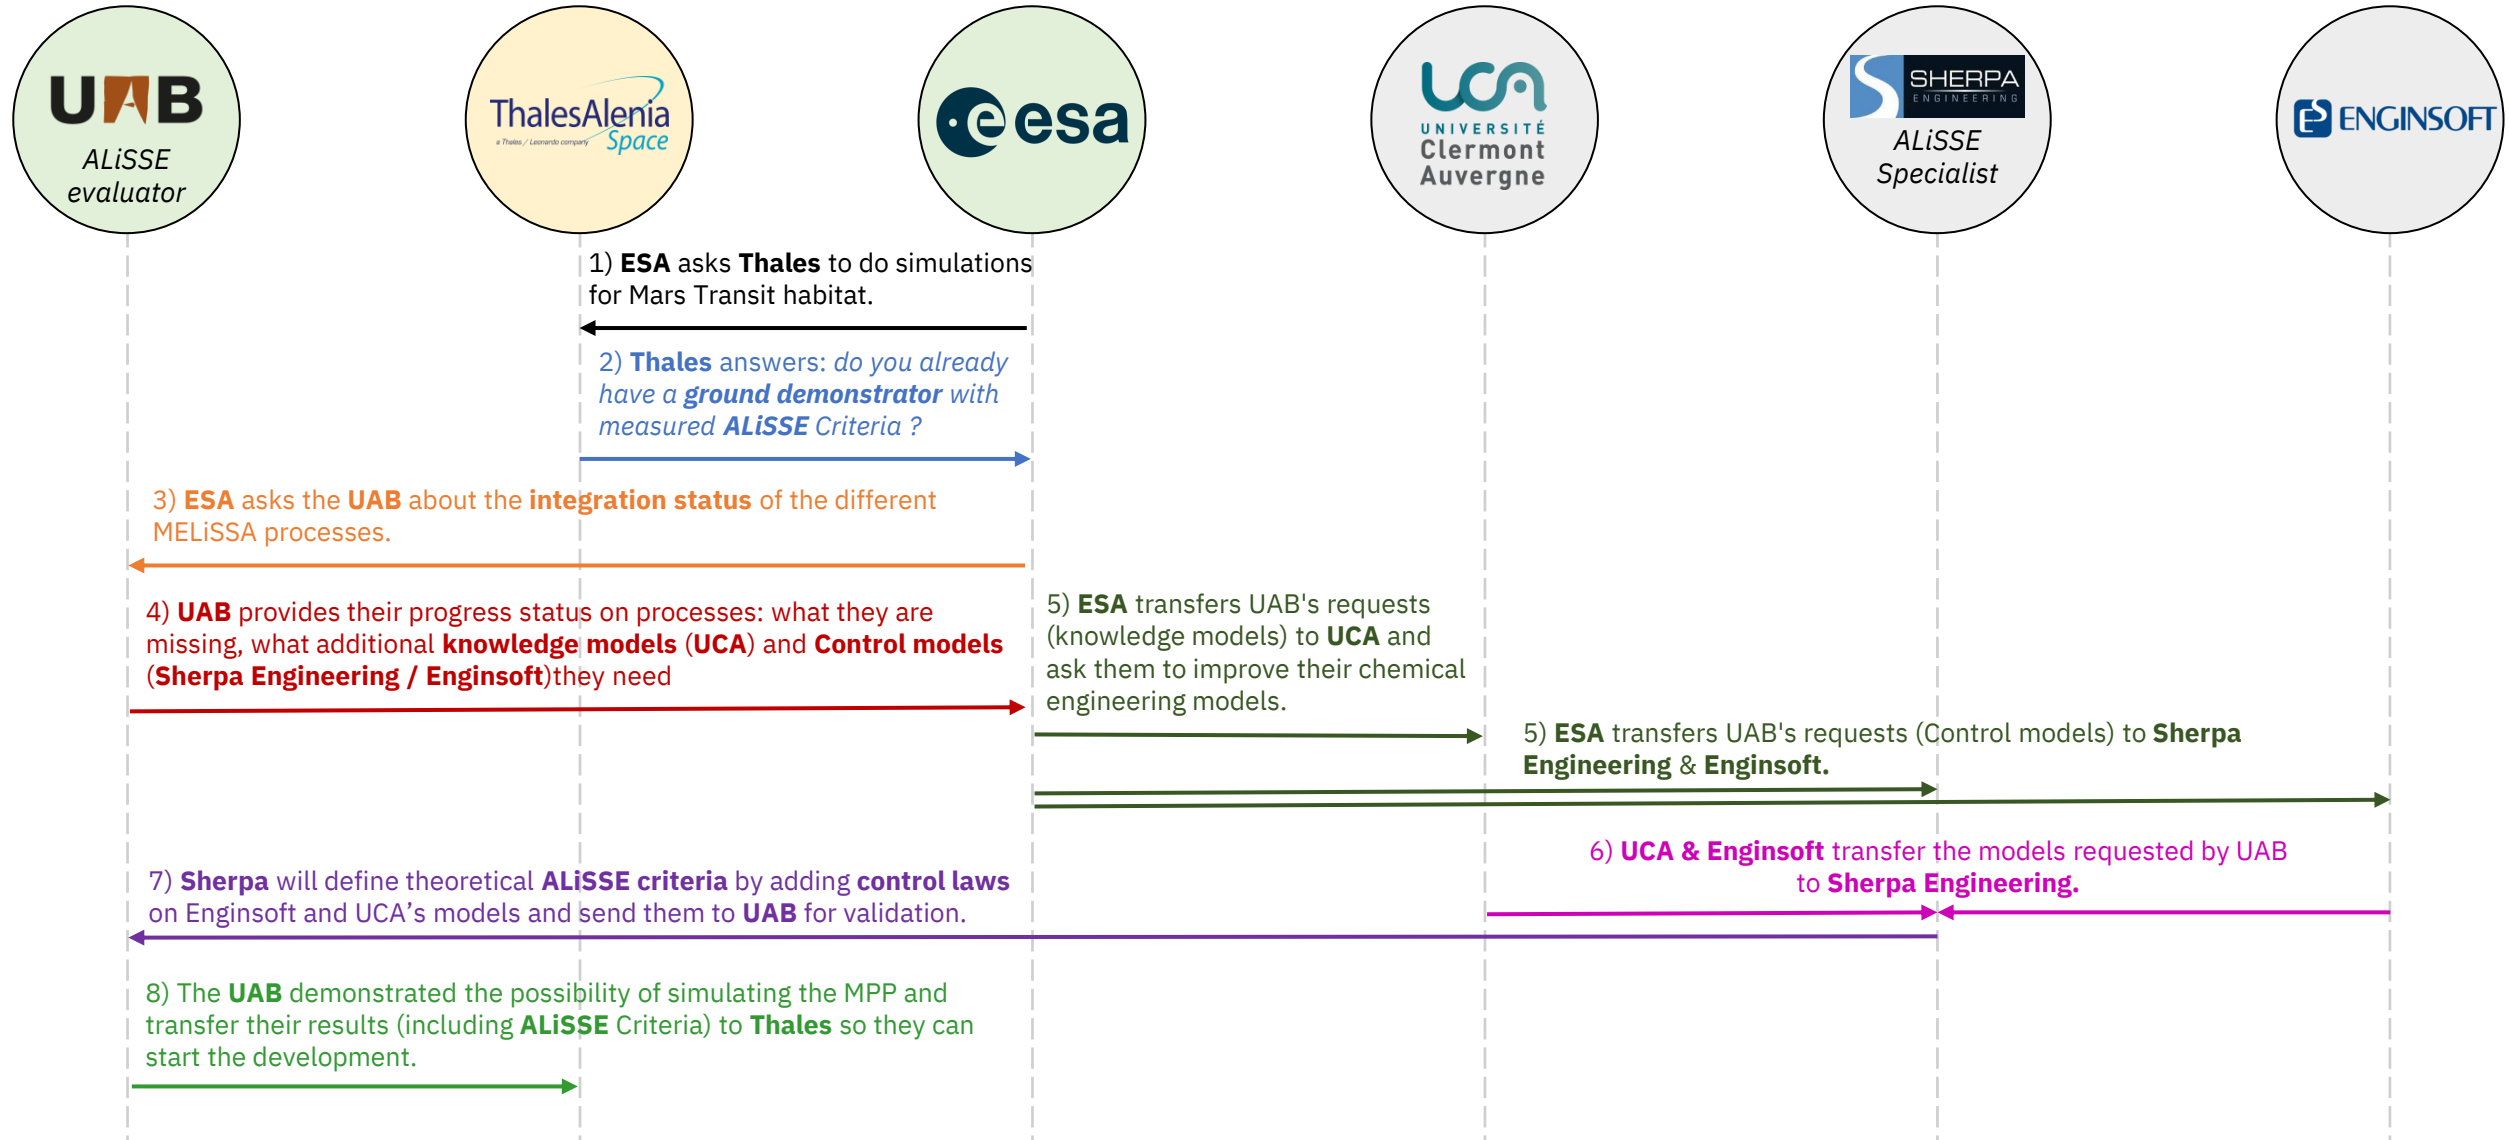 UAB
ALiSSE
evaluator
ThalesAlenia
a Thales / Leonardo company
Space
esa
uca
UNIVERSITÉ
Clermont
Auvergne
SHERPA
ENGINEERING
ALiSSE
Specialist
ENGINSOFT
1) ESA asks Thales to do simulations
for Mars Transit habitat.
2) Thales answers: do you already
have a ground demonstrator with
measured ALiSSE Criteria ?
3) ESA asks the UAB about the integration status of the different
MELiSSA processes.
4) UAB provides their progress status on processes: what they are
missing, what additional knowledge models (UCA) and Control models
(Sherpa Engineering / Enginsoft)they need
5) ESA transfers UAB's requests
(knowledge models) to UCA and
ask them to improve their chemical
engineering models.
5) ESA transfers UAB's requests (Control models) to Sherpa
Engineering & Enginsoft.
6) UCA & Enginsoft transfer the models requested by UAB
to Sherpa Engineering.
7) Sherpa will define theoretical ALiSSE criteria by adding control laws
on Enginsoft and UCA’s models and send them to UAB for validation.
8) The UAB demonstrated the possibility of simulating the MPP and
transfer their results (including ALiSSE Criteria) to Thales so they can
start the development.